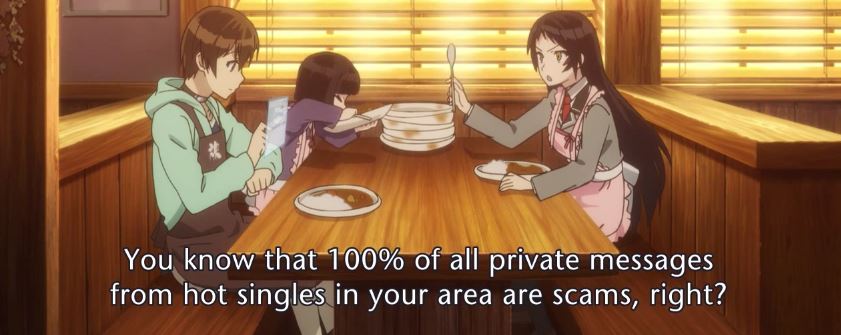 You know that 100% of all private messages
from hot singles in your area are scams, right?